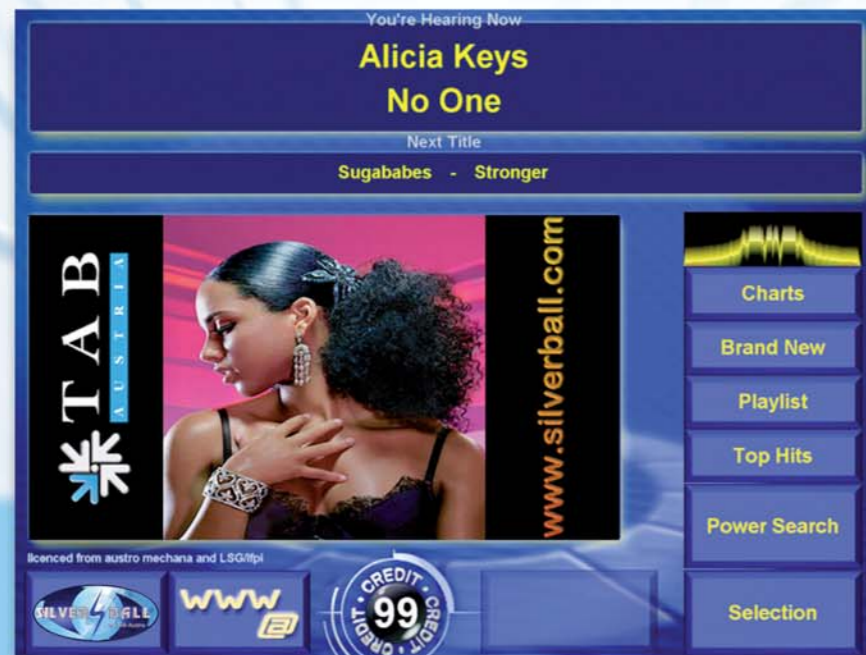 You're Hearing Now
Alicia Keys
No One
Next Title
Sugababes - Stronger
TAB
AUSTRIA
www.silverball.com
Charts
Brand New
Playlist
Top Hits
Power Search
Selection
licenced from austro mechana and LSG/ifpi
SILVER BALL
www
@
CREDIT · CREDIT · CREDIT ·
99